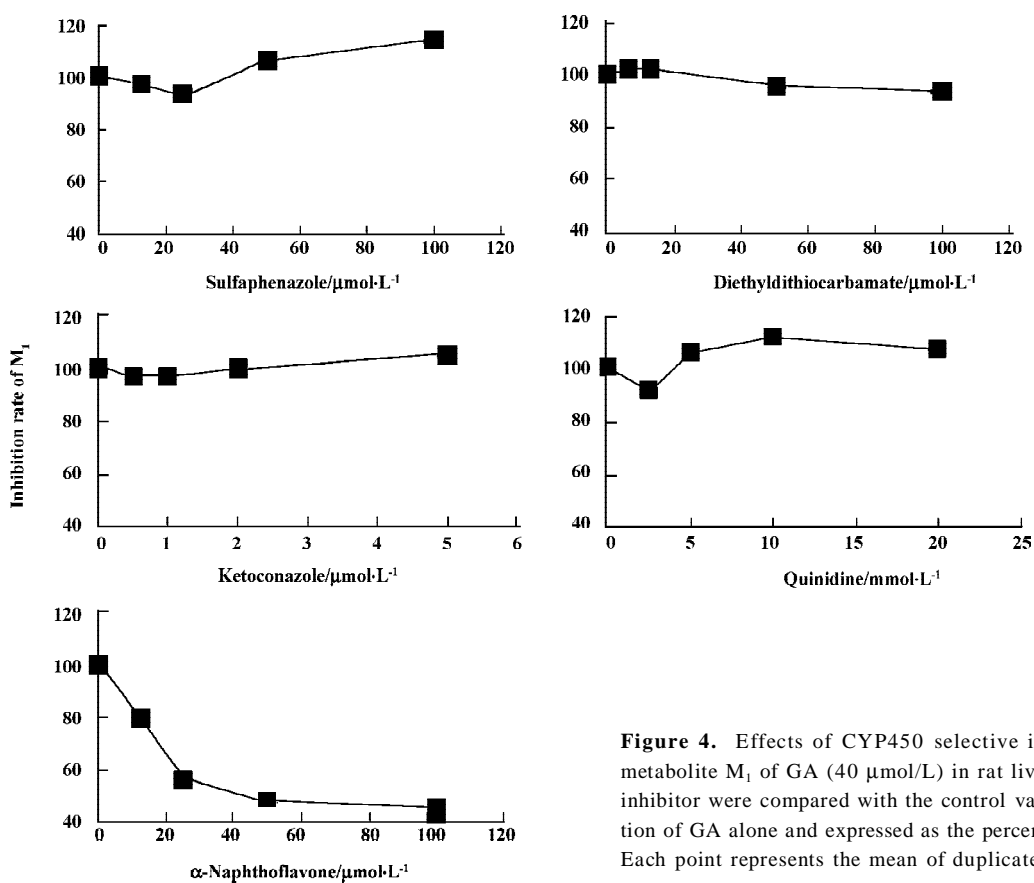 120
100
80
60
40
0 20 40 60 80 100 120
Sulfaphenazole/μmol·L-1
120
100
80
60
40
0 20 40 60 80 100 120
Diethyldithiocarbamate/μmol·L-1
Inhibition rate of M1
120
100
80
60
40
0 1 2 3 4 5 6
Ketoconazole/μmol·L-1
120
100
80
60
40
0 5 10 15 20 25
Quinidine/mmol·L-1
120
100
80
60
40
0 20 40 60 80 100 120
α-Naphthoflavone/μmol·L-1
Figure 4. Effects of CYP450 selective i
metabolite M1 of GA (40 μmol/L) in rat liv
inhibitor were compared with the control va
tion of GA alone and expressed as the percen
Each point represents the mean of duplicate